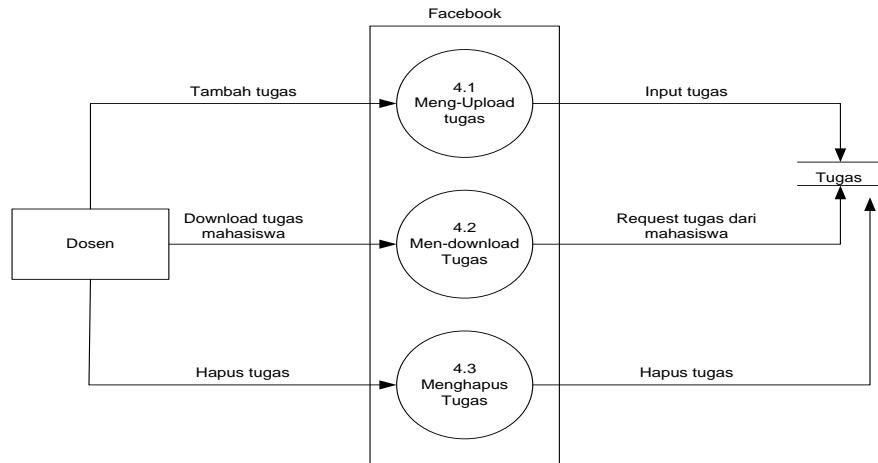 Facebook
Tambah tugas
4.1
Meng-Upload
tugas
Input tugas
Tugas
Dosen
Download tugas
mahasiswa
4.2
Men-download
Tugas
Request tugas dari
mahasiswa
Hapus tugas
4.3
Menghapus
Tugas
Hapus tugas